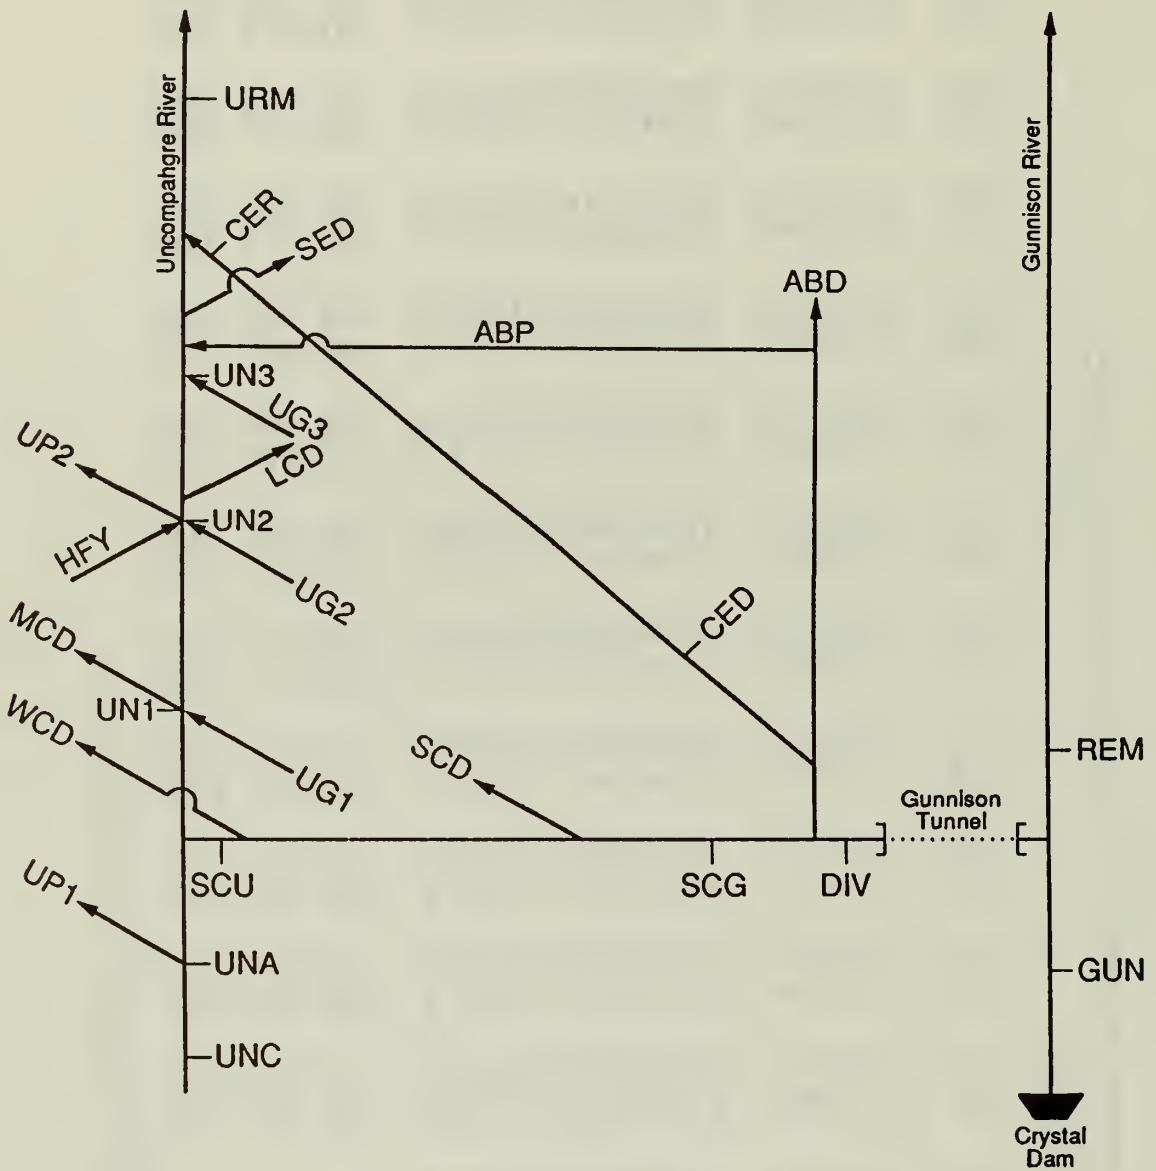 URM
Uncompahgre River
Gunnison River
CER
SED
ABD
ABP
UN3
UG3
UP2
LCD
UN2
HFY
UG2
MCD
CED
UN1
WCD
SCD
UG1
REM
Gunnison
Tunnel
UP1
SCU
SCG
DIV
UNA
GUN
UNC
Crystal
Dam